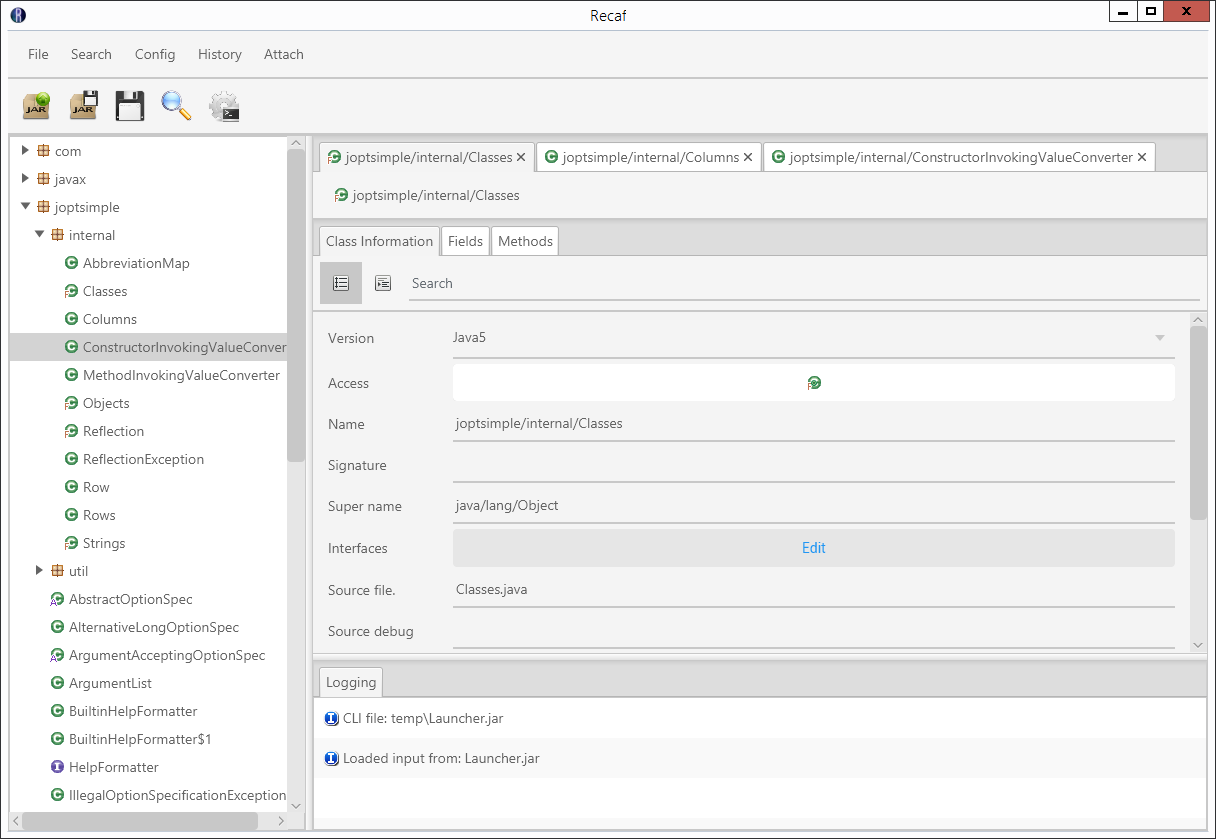 Recaf
File Search Config History Attach
JAR JAR
com
javax
joptsimple
internal
AbbreviationMap
Classes
Columns
ConstructorInvokingValueConver
MethodInvokingValueConverter
Objects
Reflection
ReflectionException
Row
Rows
Strings
util
AbstractOptionSpec
AlternativeLongOptionSpec
ArgumentAcceptingOptionSpec
ArgumentList
BuiltinHelpFormatter
BuiltinHelpFormatter$1
HelpFormatter
IllegalOptionSpecificationException
joptsimple/internal/Classes joptsimple/internal/Columns joptsimple/internal/ConstructorInvokingValueConverter
joptsimple/internal/Classes
Class Information Fields Methods
Search
Version Java5
Access
Name joptsimple/internal/Classes
Signature
Super name java/lang/Object
Interfaces Edit
Source file. Classes.java
Source debug
Logging
CLI file: temp\Launcher.jar
Loaded input from: Launcher.jar